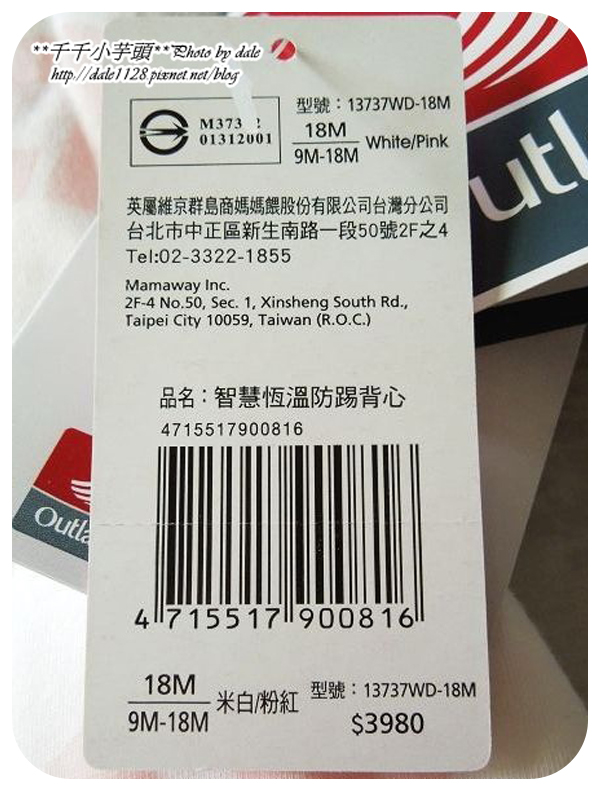 **千千小芋頭**Photo by dale
http://dale1128.pixnet.net/blog
型號：13737WD-18M
M373
01312001
18M
9M-18M
White/Pink
英屬維京群島商媽媽餵股份有限公司台灣分公司
台北市中正區新生南路一段50號2F之4
Tel:02-3322-1855
Mamaway Inc.
2F-4 No.50, Sec. 1, Xinsheng South Rd.,
Taipei City 10059, Taiwan (R.O.C.)
品名：智慧恆溫防踢背心
4715517900816
4 715517 900816
18M
9M-18M
米白/粉紅
型號：13737WD-18M
$3980
utl
Outla